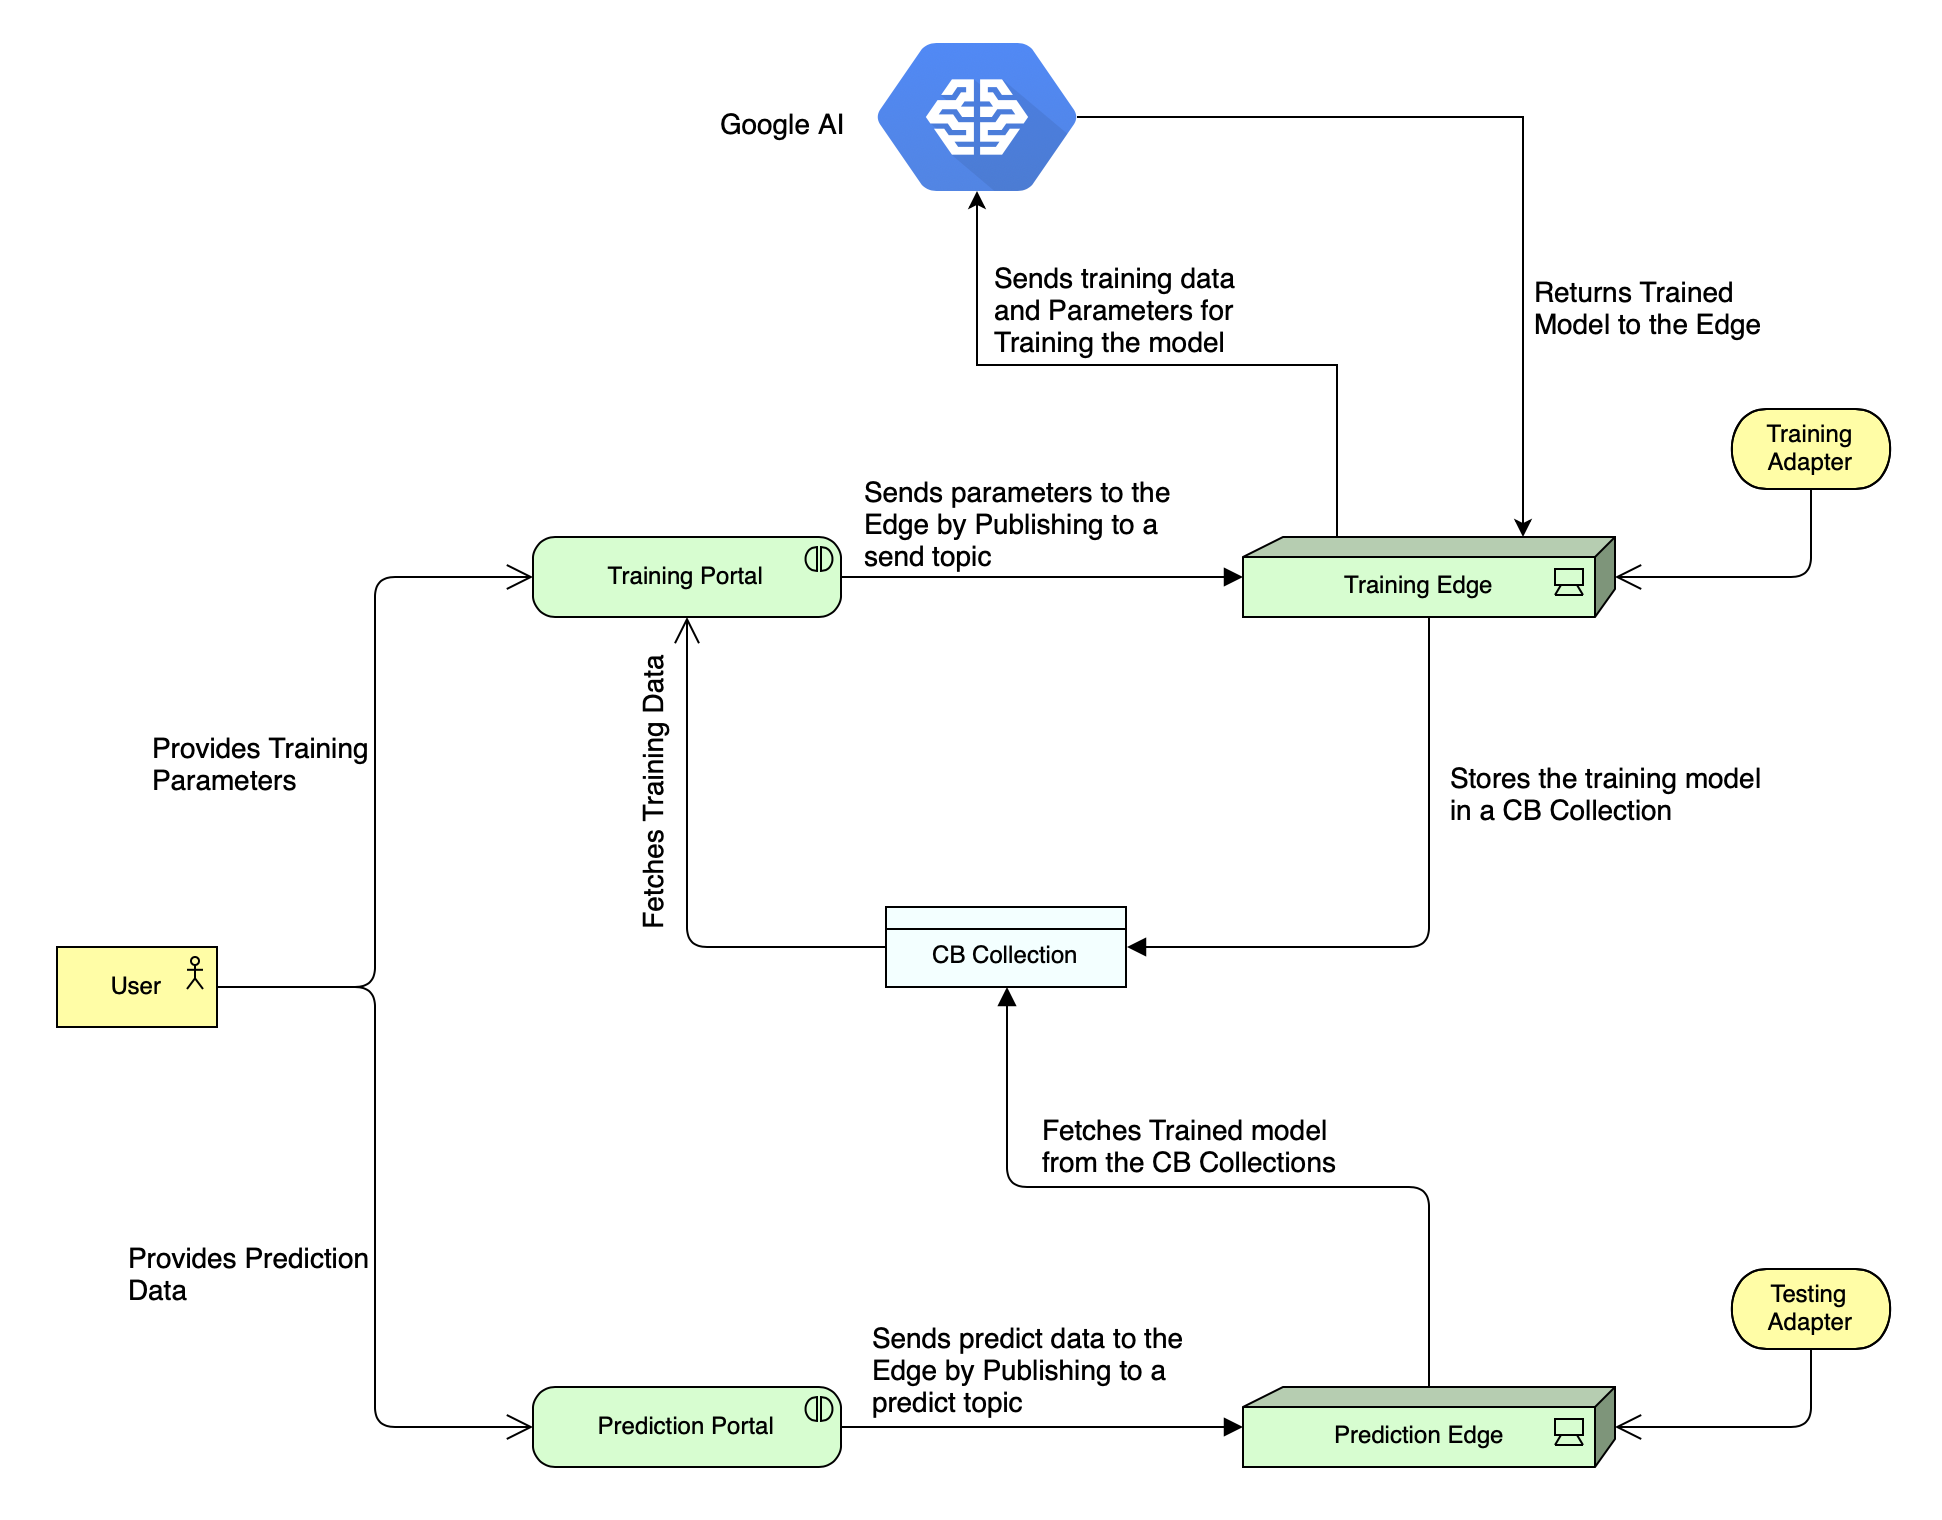 Google AI
Sends training data
and Parameters for
Training the model
Returns Trained
Model to the Edge
Training
Adapter
Sends parameters to the
Edge by Publishing to a
send topic
Training Portal
Training Edge
Fetches Training Data
Provides Training
Parameters
Stores the training model
in a CB Collection
CB Collection
User
Fetches Trained model
from the CB Collections
Provides Prediction
Data
Testing
Adapter
Sends predict data to the
Edge by Publishing to a
predict topic
Prediction Portal
Prediction Edge